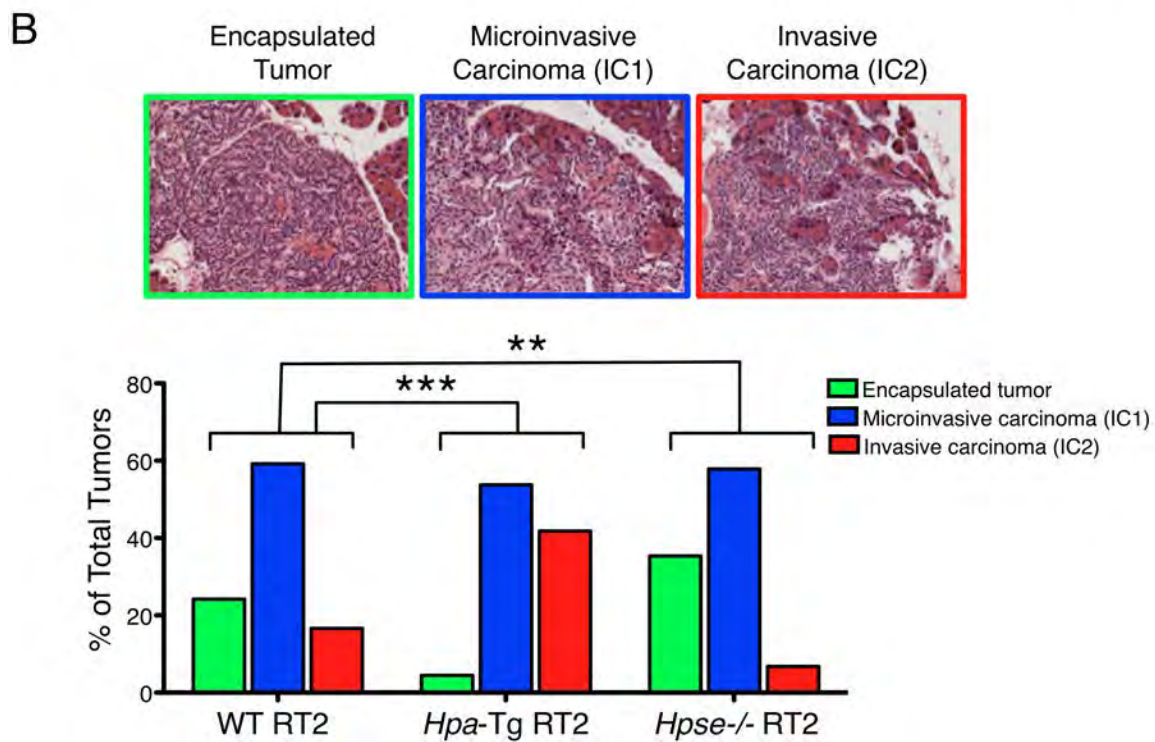 B
Encapsulated
Tumor
Microinvasive
Carcinoma (IC1)
Invasive
Carcinoma (IC2)
**
***
% of Total Tumors
80
60
40
20
0
Encapsulated tumor
Microinvasive carcinoma (IC1)
Invasive carcinoma (IC2)
WT RT2
Hpa-Tg RT2
Hpse-/- RT2